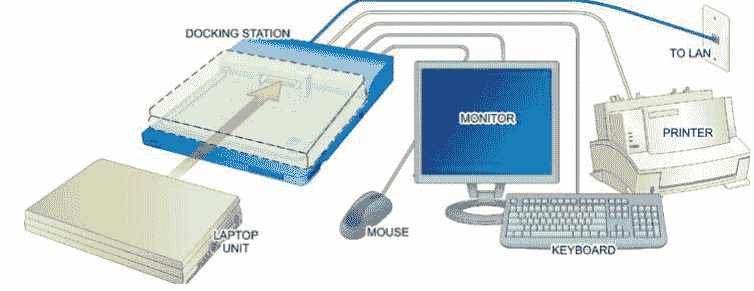 DOCKING STATION
TO LAN
MONITOR
PRINTER
LAPTOP
UNIT
MOUSE
KEYBOARD